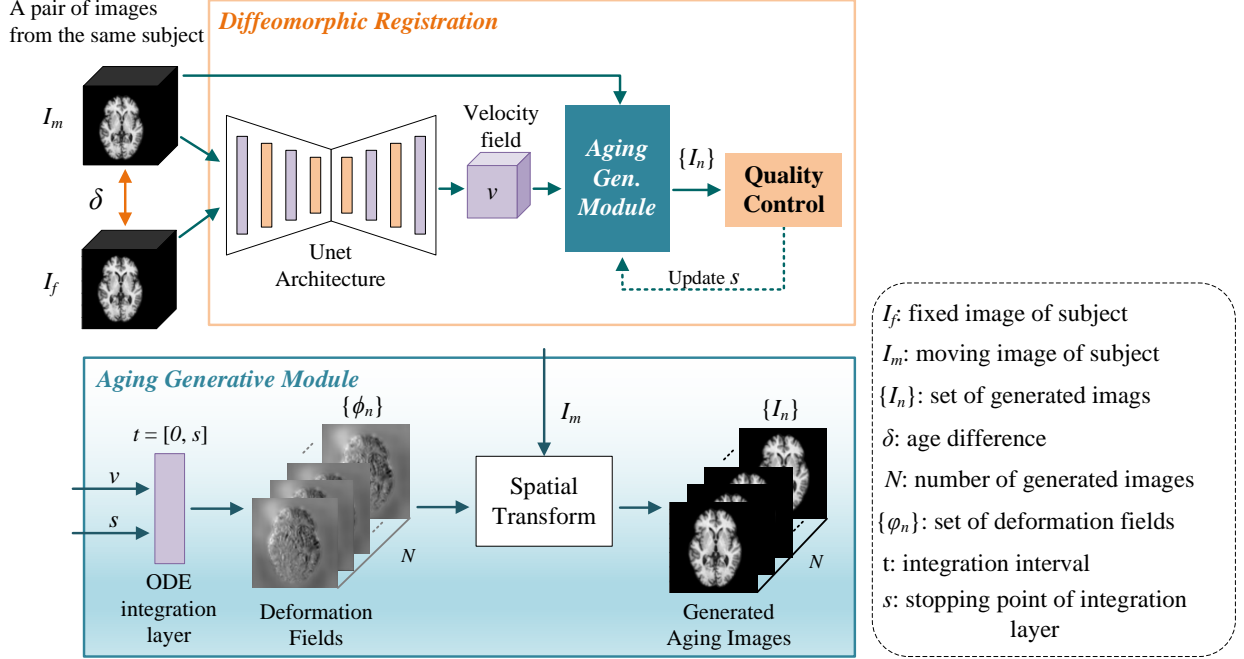 A pair of images
from the same subject
Diffeomorphic Registration
I_m
δ
I_f
Unet
Architecture
Velocity
field
v
Aging
Gen.
Module
{I_n}
Quality
Control
Update s
Aging Generative Module
t = [0, s]
v
s
ODE
integration
layer
{ϕ_n}
N
Deformation
Fields
I_m
Spatial
Transform
{I_n}
N
Generated
Aging Images
I_f: fixed image of subject
I_m: moving image of subject
{I_n}: set of generated imags
δ: age difference
N: number of generated images
{φ_n}: set of deformation fields
t: integration interval
s: stopping point of integration
layer